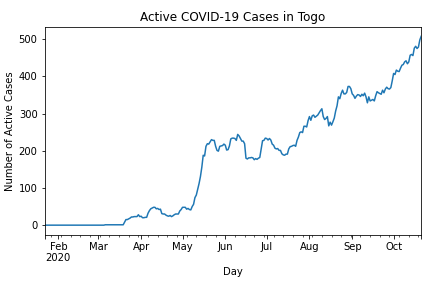 Active COVID-19 Cases in Togo
Number of Active Cases
500
400
300
200
100
0
Feb Mar Apr May Jun Jul Aug Sep Oct
2020
Day